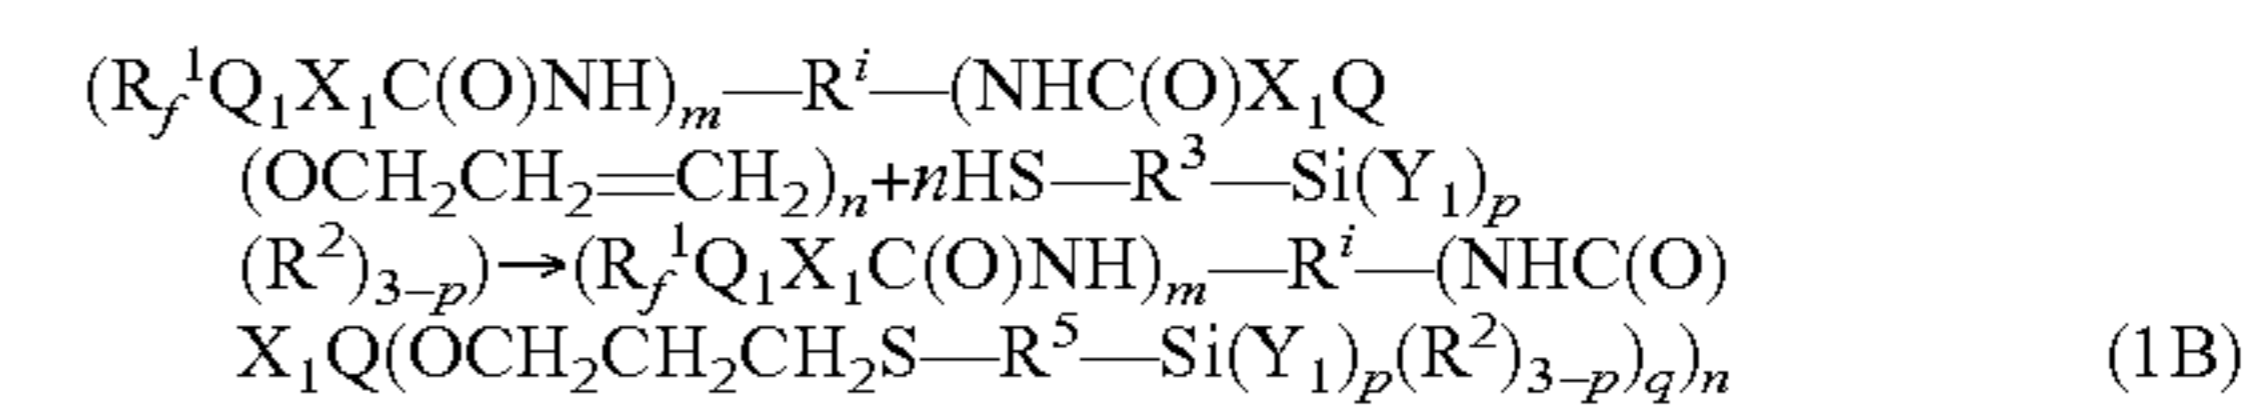 (R_f^1Q_1X_1C(O)NH)_m—R^i—(NHC(O)X_1Q
(OCH_2CH_2=CH_2)_n+nHS—R^3—Si(Y_1)_p
(R^2)_{3-p})→(R_f^1Q_1X_1C(O)NH)_m—R^i—(NHC(O)
X_1Q(OCH_2CH_2CH_2S—R^5—Si(Y_1)_p(R^2)_{3-p})_q)_n (1B)